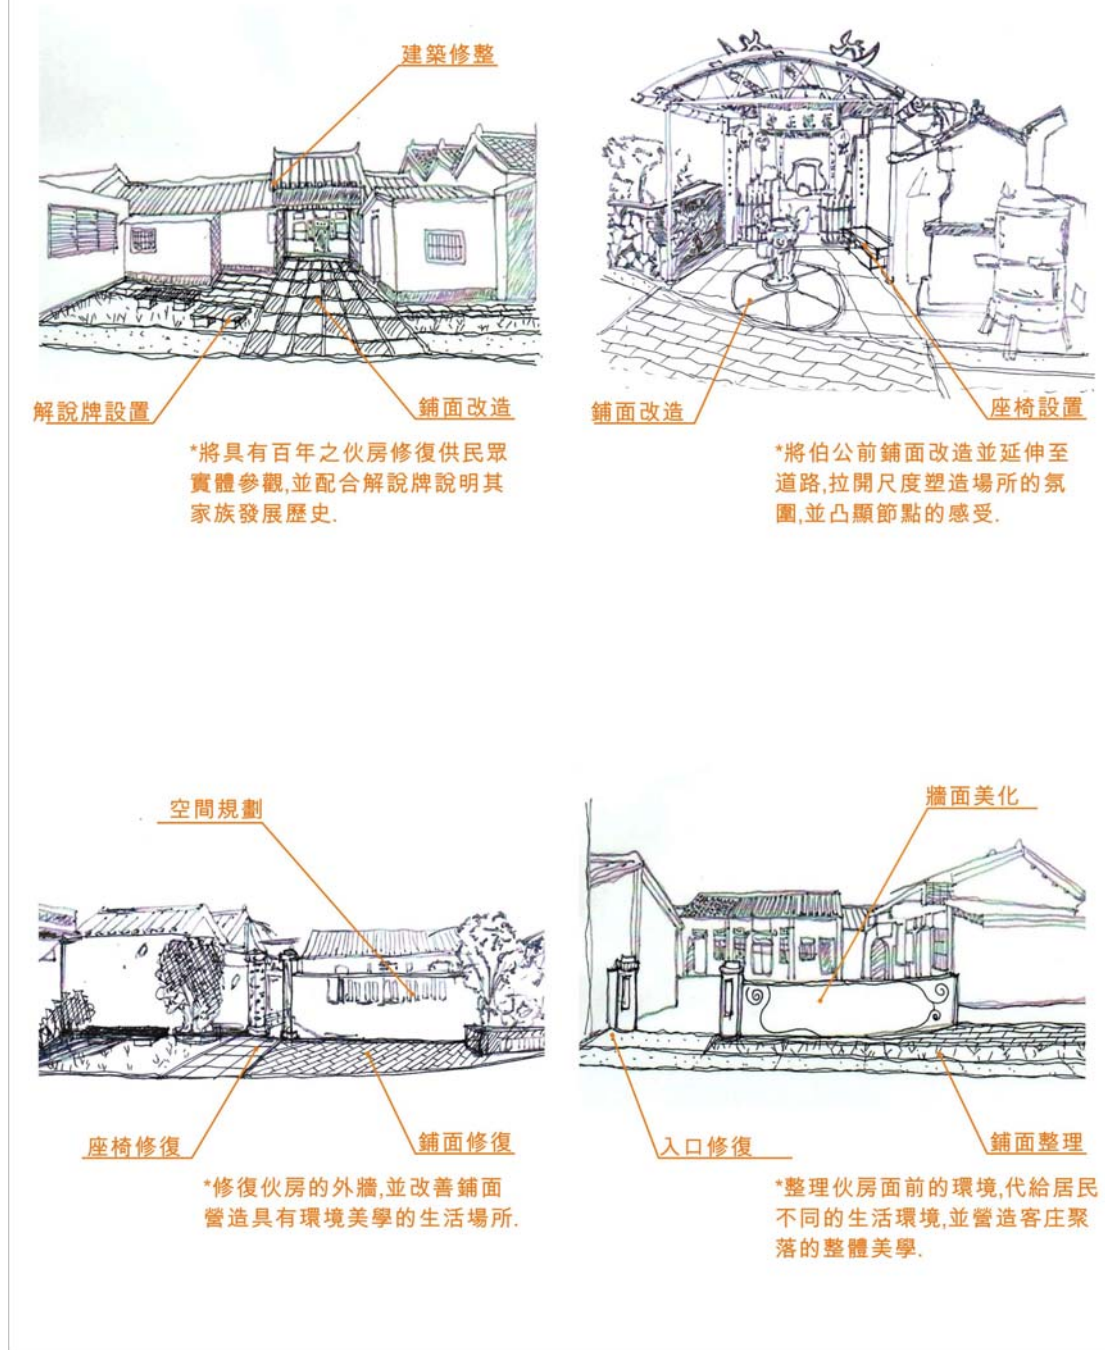 建築修整
解說牌設置
鋪面改造
*將具有百年之伙房修復供民眾
實體參觀,並配合解說牌說明其
家族發展歷史.
鋪面改造
座椅設置
*將伯公前鋪面改造並延伸至
道路,拉開尺度塑造場所的氛
圍,並凸顯節點的感受.
空間規劃
座椅修復
鋪面修復
*修復伙房的外牆,並改善鋪面
營造具有環境美學的生活場所.
牆面美化
入口修復
鋪面整理
*整理伙房面前的環境,代給居民
不同的生活環境,並營造客庄聚
落的整體美學.